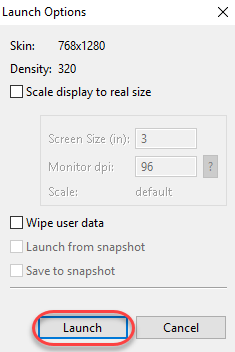 Launch Options
Skin: 768x1280
Density: 320
Scale display to real size
Screen Size (in): 3
Monitor dpi: 96 ?
Scale: default
Wipe user data
Launch from snapshot
Save to snapshot
Launch Cancel